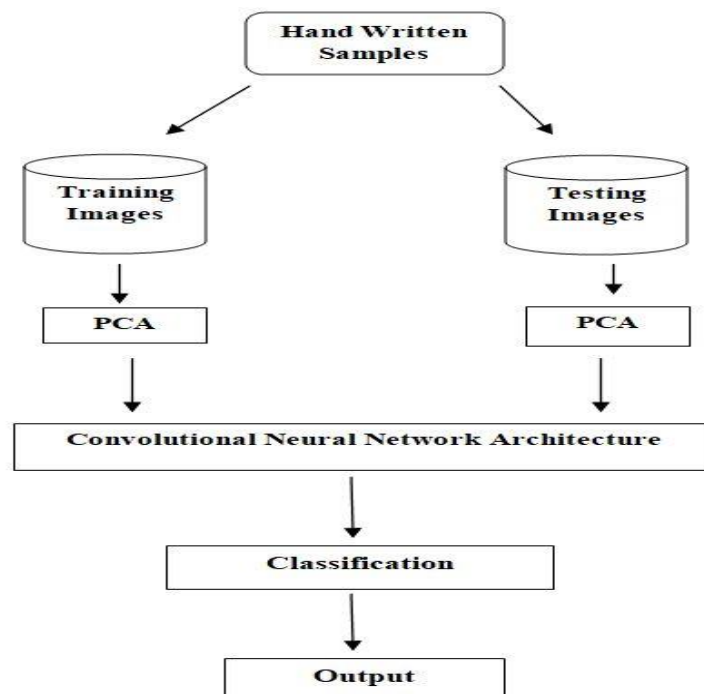 Hand Written
Samples
Training
Images
Testing
Images
PCA
PCA
Convolutional Neural Network Architecture
Classification
Output